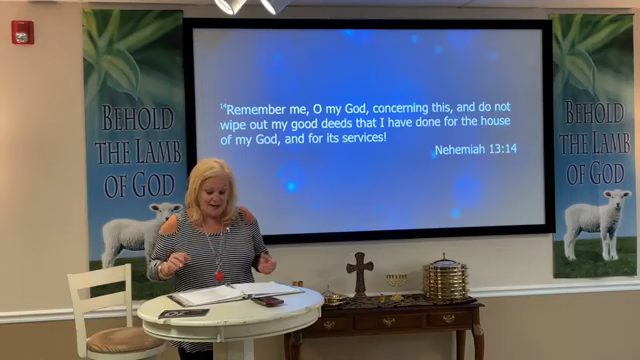 BEHOLD
THE LAMB
OF GOD
14Remember me, O my God, concerning this, and do not
wipe out my good deeds that I have done for the house
of my God, and for its services!
Nehemiah 13:14
BEHOLD
THE LAMB
OF GOD